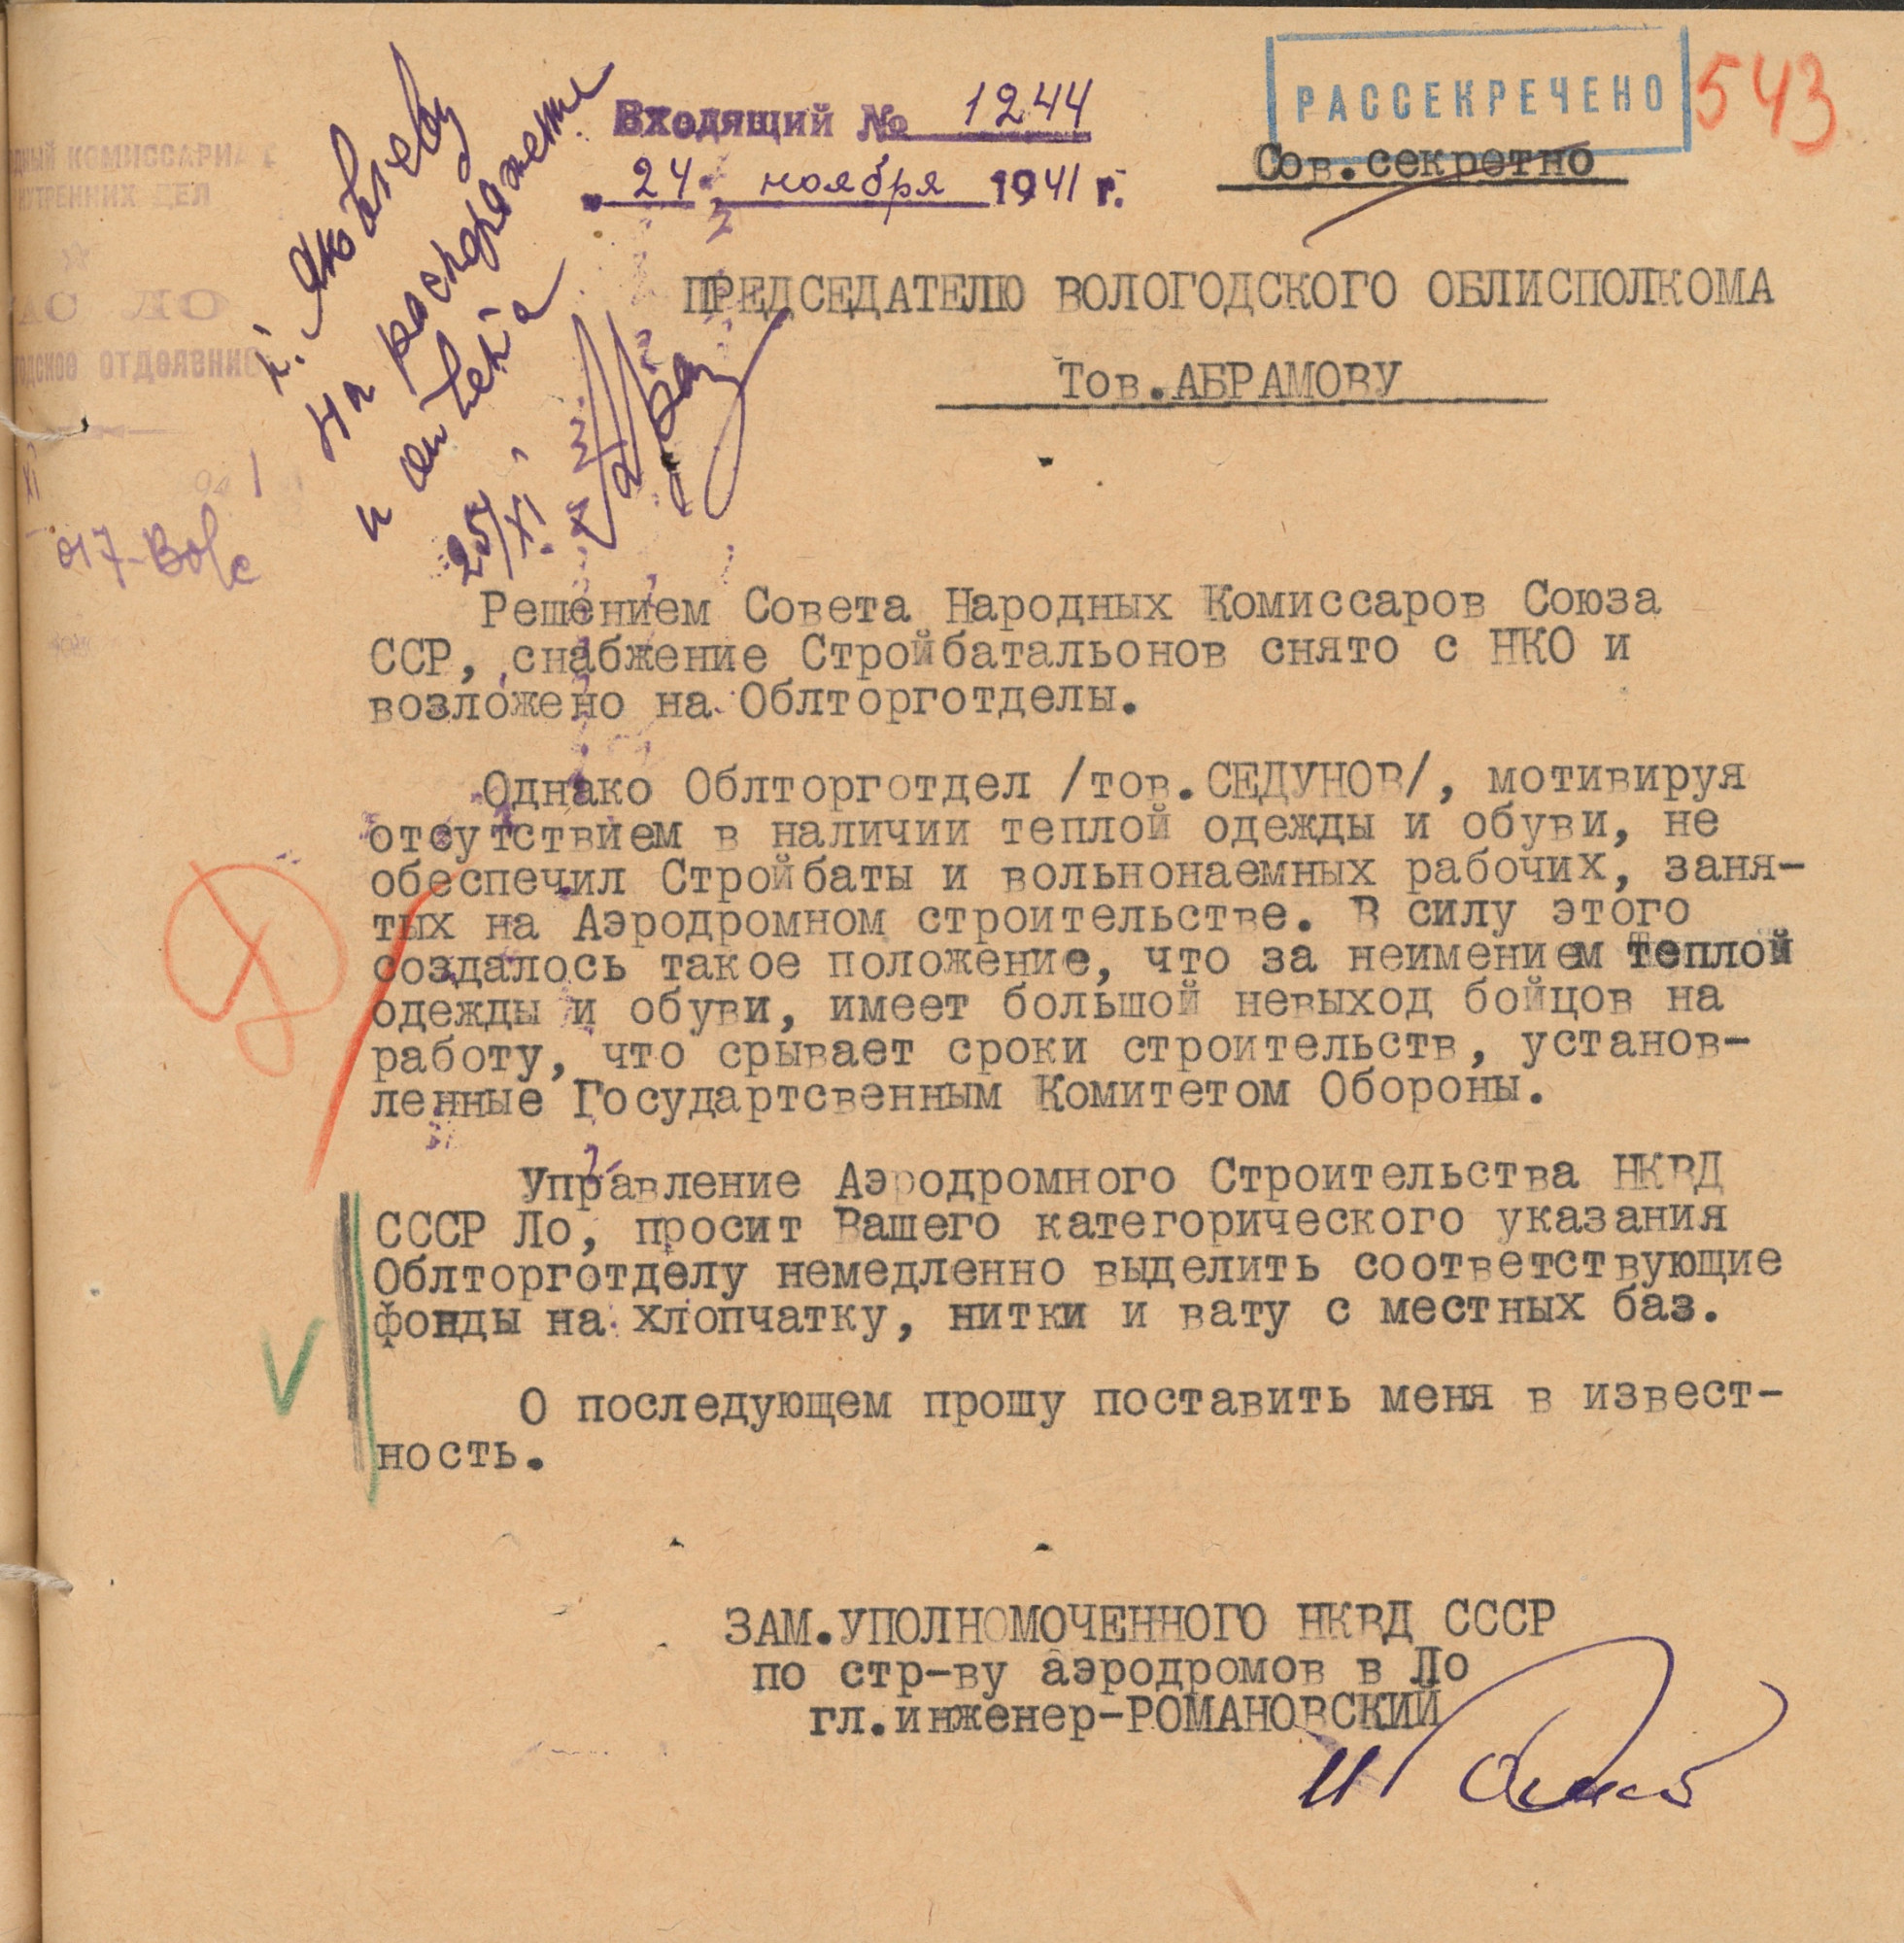 РАССЕКРЕЧЕНО
543
Входящий № 1244
"24" ноября 1941 г.
Сов.секретно
КОМИССАРИАТ
ВНУТРЕННИХ ДЕЛ
ОТДЕЛЕНИЕ
На распоряжение
и ответа
25/XI
ПРЕДСЕДАТЕЛЮ ВОЛОГОДСКОГО ОБЛИСПОЛКОМА
Тов.АБРАМОВУ
Решением Совета Народных Комиссаров Союза
ССР, снабжение Стройбатальонов снято с НКО и
возложено на Облторготделы.
Однако Облторготдел /тов.СЕДУНОВ/, мотивируя
отсутствием в наличии теплой одежды и обуви, не
обеспечил Стройбаты и вольнонаемных рабочих, заня-
тых на Аэродромном строительстве. В силу этого
создалось такое положение, что за неимением теплой
одежды и обуви, имеет большой невыход бойцов на
работу, что срывает сроки строительств, установ-
ленные Государтсвенным Комитетом Обороны.
Управление Аэродромного Строительства НКВД
СССР Ло, просит Вашего категорического указания
Облторготделу немедленно выделить соответствующие
фонды на хлопчатку, нитки и вату с местных баз.
О последующем прошу поставить меня в извест-
ность.
ЗАМ.УПОЛНОМОЧЕННОГО НКВД СССР
по стр-ву аэродромов в Ло
гл.инженер-РОМАНОВСКИЙ